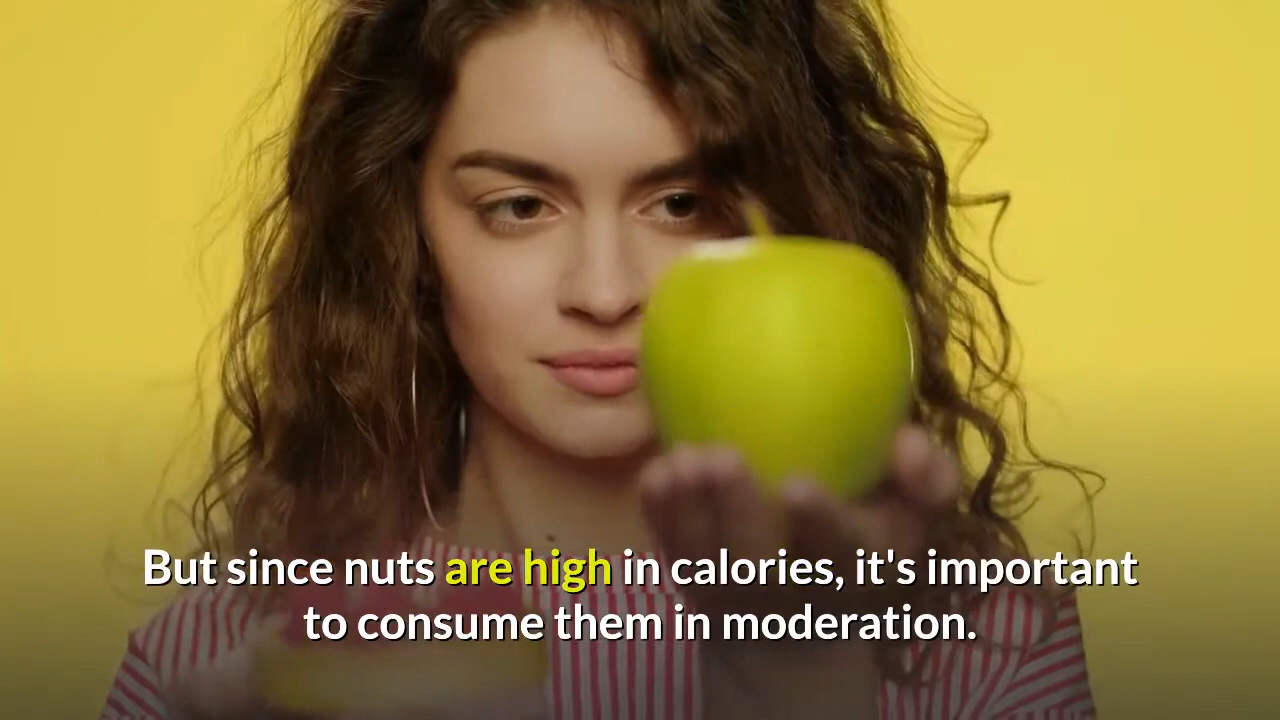 But since nuts are high in calories, it's important
to consume them in moderation.